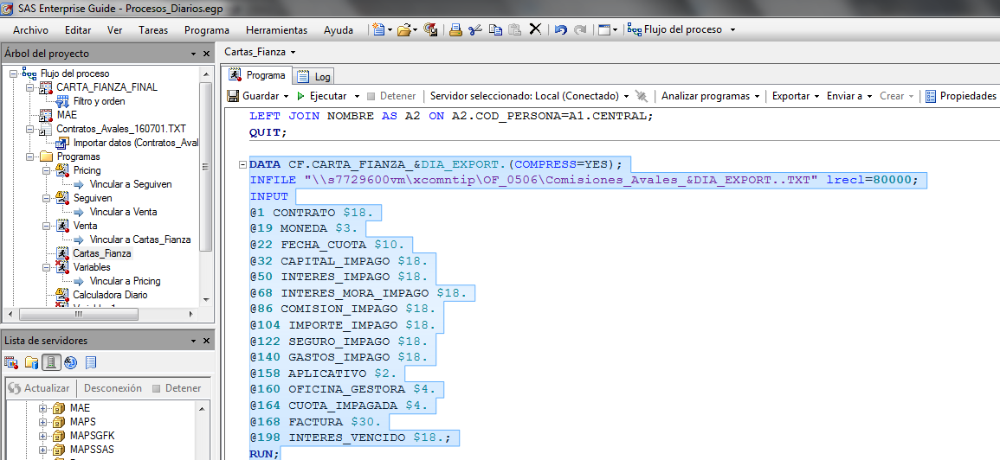 SAS Enterprise Guide - Procesos_Diarios.egp
Archivo Editar Ver Tareas Programa Herramientas Ayuda Flujo del proceso
Árbol del proyecto
Flujo del proceso
CARTA_FIANZA_FINAL
Filtro y orden
MAE
Contratos_Avales_160701.TXT
Importar datos (Contratos_Aval
Programas
Pricing
Vincular a Seguiven
Seguiven
Vincular a Venta
Venta
Vincular a Cartas_Fianza
Cartas_Fianza
Variables
Vincular a Pricing
Calculadora Diario
Lista de servidores
Actualizar Desconexión Detener
MAE
MAPS
MAPSGFK
MAPSSAS
Cartas_Fianza
Programa Log
Guardar Ejecutar Detener Servidor seleccionado: Local (Conectado) Analizar programas Exportar Enviar a Crear Propiedades
LEFT JOIN NOMBRE AS A2 ON A2.COD_PERSONA=A1.CENTRAL;
QUIT;
DATA CF.CARTA_FIANZA_&DIA_EXPORT.(COMPRESS=YES);
INFILE "\\s7729600vm\xcomntip\OF_0506\Comisiones_Avales_&DIA_EXPORT..TXT" lrecl=80000;
INPUT
@1 CONTRATO $18.
@19 MONEDA $3.
@22 FECHA_CUOTA $10.
@32 CAPITAL_IMPAGO $18.
@50 INTERES_IMPAGO $18.
@68 INTERES_MORA_IMPAGO $18.
@86 COMISION_IMPAGO $18.
@104 IMPORTE_IMPAGO $18.
@122 SEGURO_IMPAGO $18.
@140 GASTOS_IMPAGO $18.
@158 APLICATIVO $2.
@160 OFICINA_GESTORA $4.
@164 CUOTA_IMPAGADA $4.
@168 FACTURA $30.
@198 INTERES_VENCIDO $18.;
RUN;